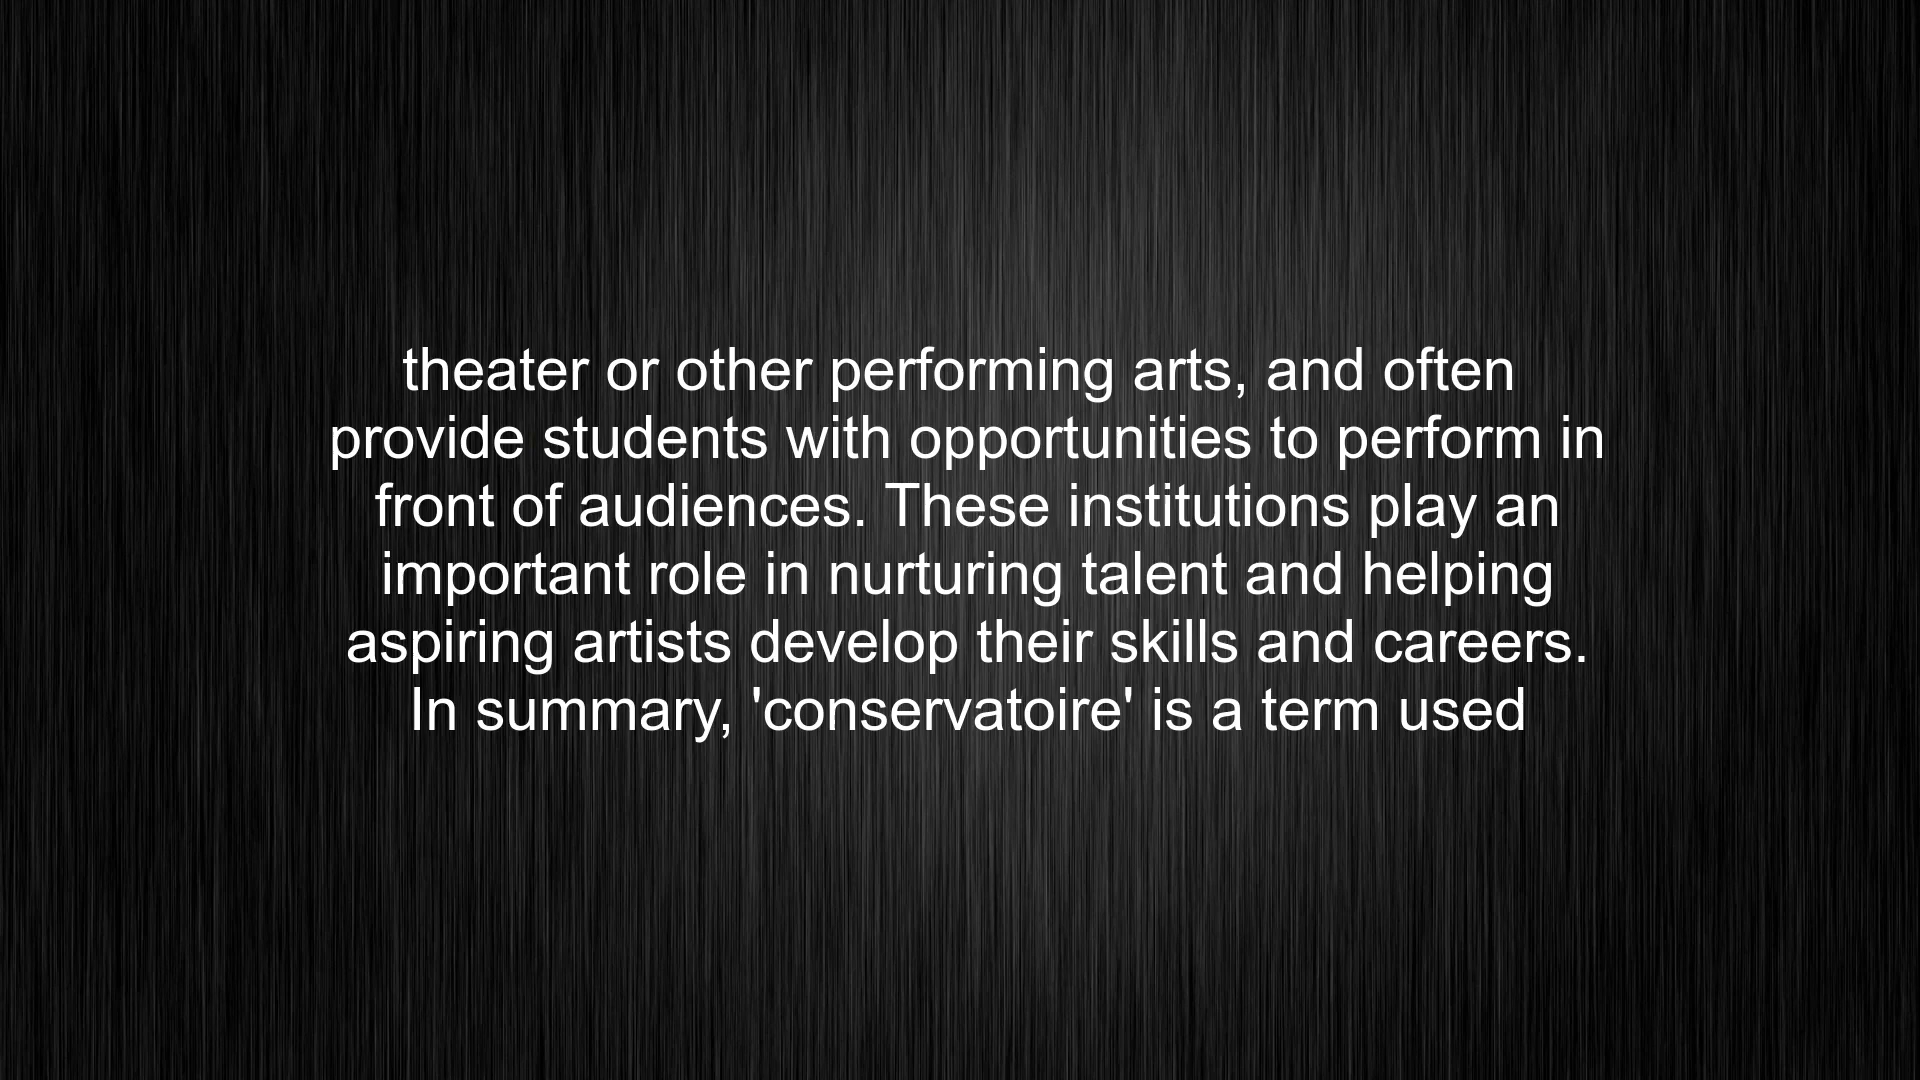 theater or other performing arts, and often
provide students with opportunities to perform in
front of audiences. These institutions play an
important role in nurturing talent and helping
aspiring artists develop their skills and careers.
In summary, 'conservatoire' is a term used